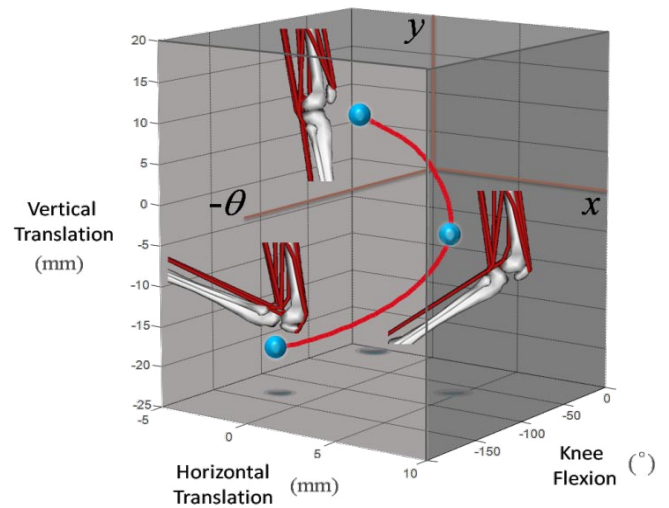 y
20
15
10
5
0
-5
-10
-15
-20
-25
Vertical
Translation
(mm)
-θ
x
-5
0
5
10
Horizontal
Translation
(mm)
-150
-100
-50
0
Knee
Flexion
(°)